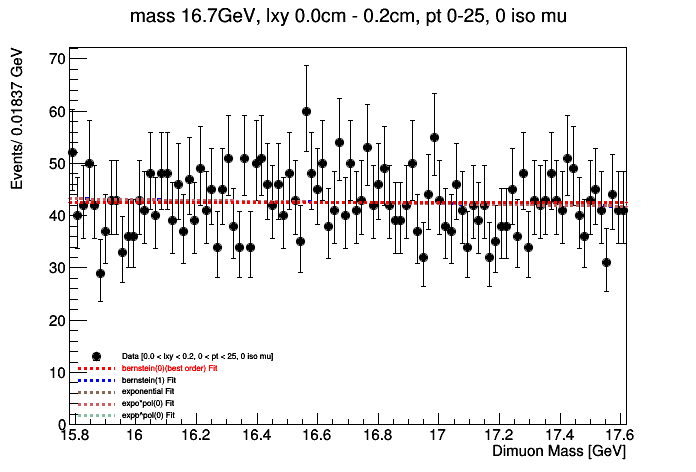 mass 16.7GeV, lxy 0.0cm - 0.2cm, pt 0-25, 0 iso mu
Events/ 0.01837 GeV
70
60
50
40
30
20
10
0
Data [0.0 < lxy < 0.2, 0 < pt < 25, 0 iso mu]
bernstein(0)(best order) Fit
bernstein(1) Fit
exponential Fit
expo*pol(0) Fit
expp^pol(0) Fit
15.8 16 16.2 16.4 16.6 16.8 17 17.2 17.4 17.6
Dimuon Mass [GeV]